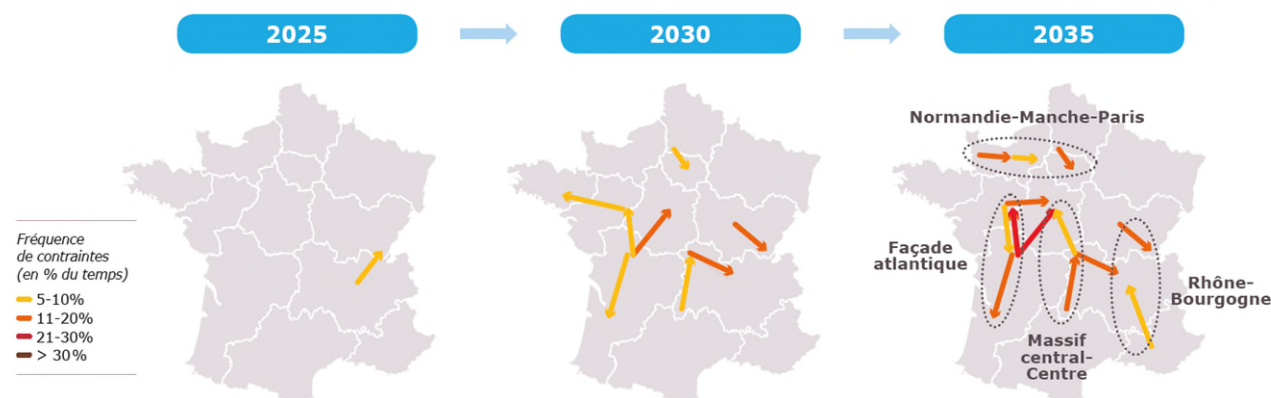 2025
2030
2035
Normandie-Manche-Paris
Façade
atlantique
Rhône-
Bourgogne
Massif
central-
Centre
Fréquence
de contraintes
(en % du temps)
5-10%
11-20%
21-30%
> 30%